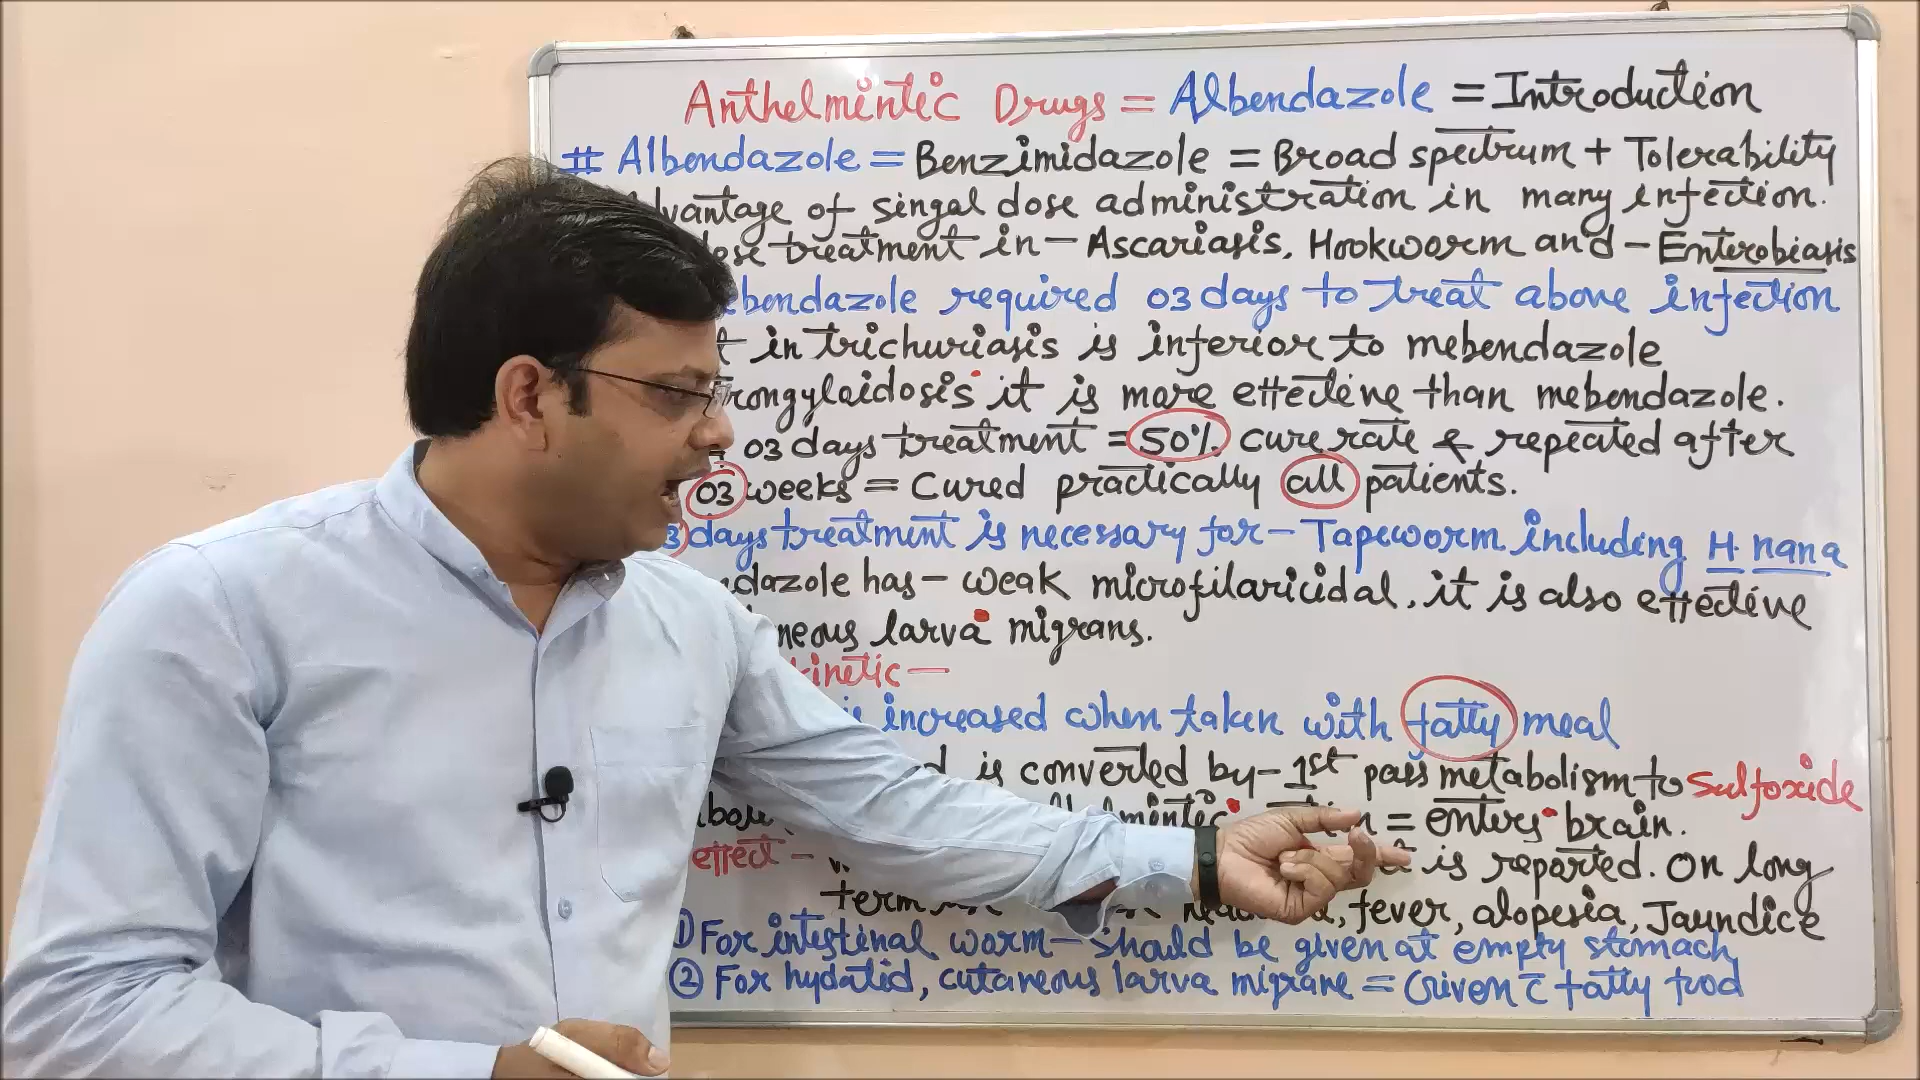 Anthelmintic Drugs = Albendazole = Introduction
# Albendazole = Benzimidazole = Broad spectrum + Tolerability
vantage of singal dose administration in many infection.
ose treatment in - Ascariasis, Hookworm and - Enterobiasis
ebendazole required 03 days to treat above infection
t in trichuriasis is inferior to mebendazole
rongyloidosis it is more effective than mebendazole.
03 days treatment = 50% cure rate & repeated after
03 weeks = Cured practically all patients.
3 days treatment is necessary for - Tapeworm including H nana
dazole has - weak microfilaricidal, it is also effective
neous larva migrans.
kinetic -
is increased when taken with fatty meal
d is converted by - 1st pass metabolism to Sulfoxide
= enters brain.
effect - is reported. On long
term fever, alopesia, Jaundice
① For intestinal worm - should be given at empty stomach
② For hydatid, cutaneous larva migrane = Given c̄ fatty food